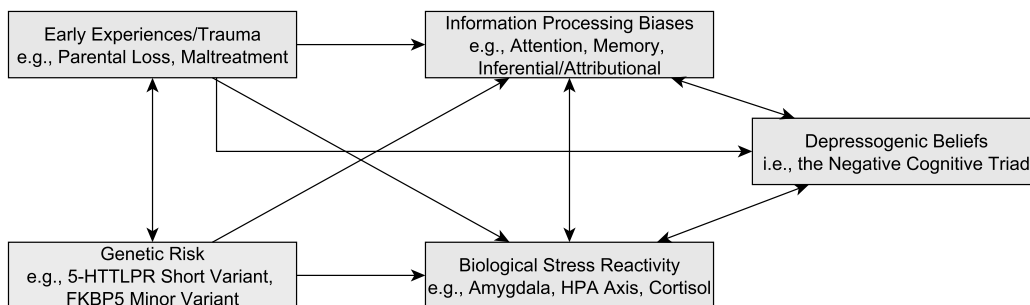 Early Experiences/Trauma
e.g., Parental Loss, Maltreatment
Information Processing Biases
e.g., Attention, Memory,
Inferential/Attributional
Depressogenic Beliefs
i.e., the Negative Cognitive Triad
Genetic Risk
e.g., 5-HTTLPR Short Variant,
FKBP5 Minor Variant
Biological Stress Reactivity
e.g., Amygdala, HPA Axis, Cortisol